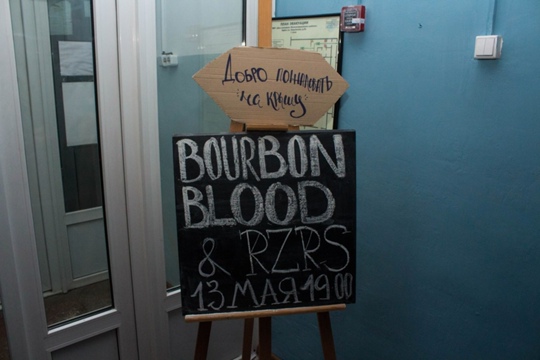 Добро пожаловать
на крышу
BOURBON
BLOOD
& RZRS
13 МАЯ 19 00